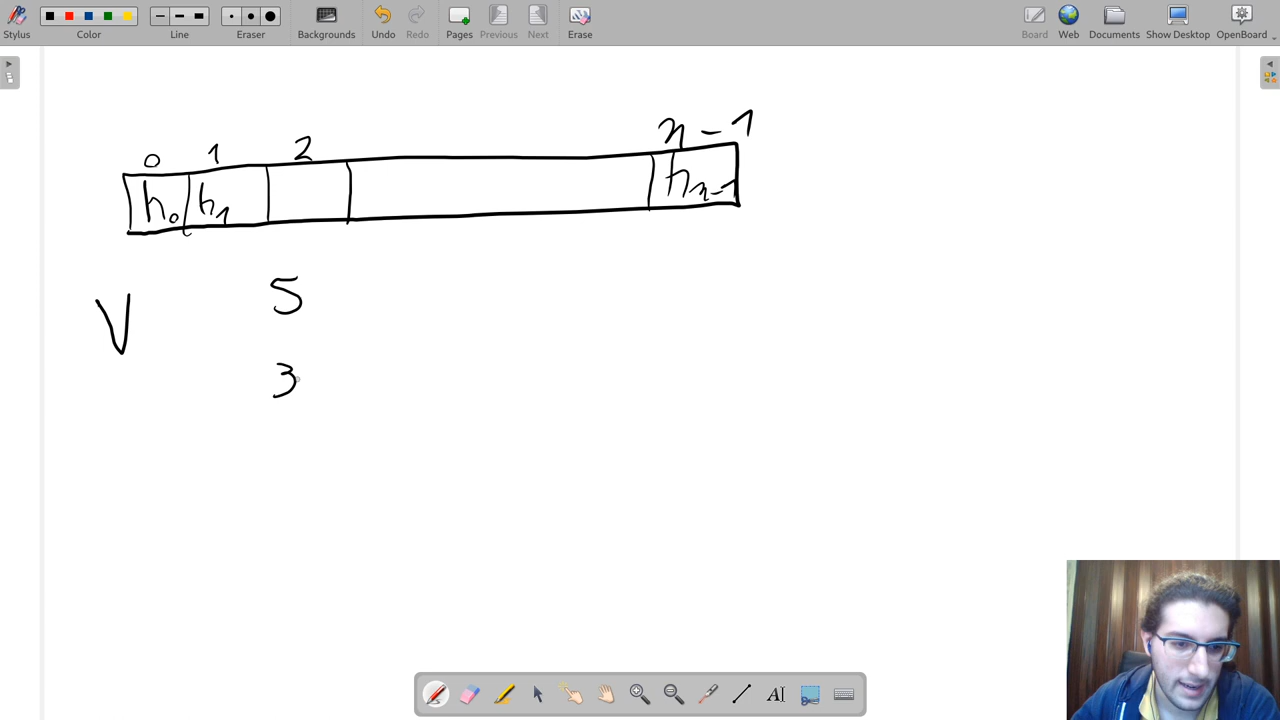 Stylus Color Line Eraser Backgrounds Undo Redo Pages Previous Next Erase Board Web Documents Show Desktop OpenBoard
0 1 2 n-1
h₀ h₁ hₙ₋₁
V 5
3